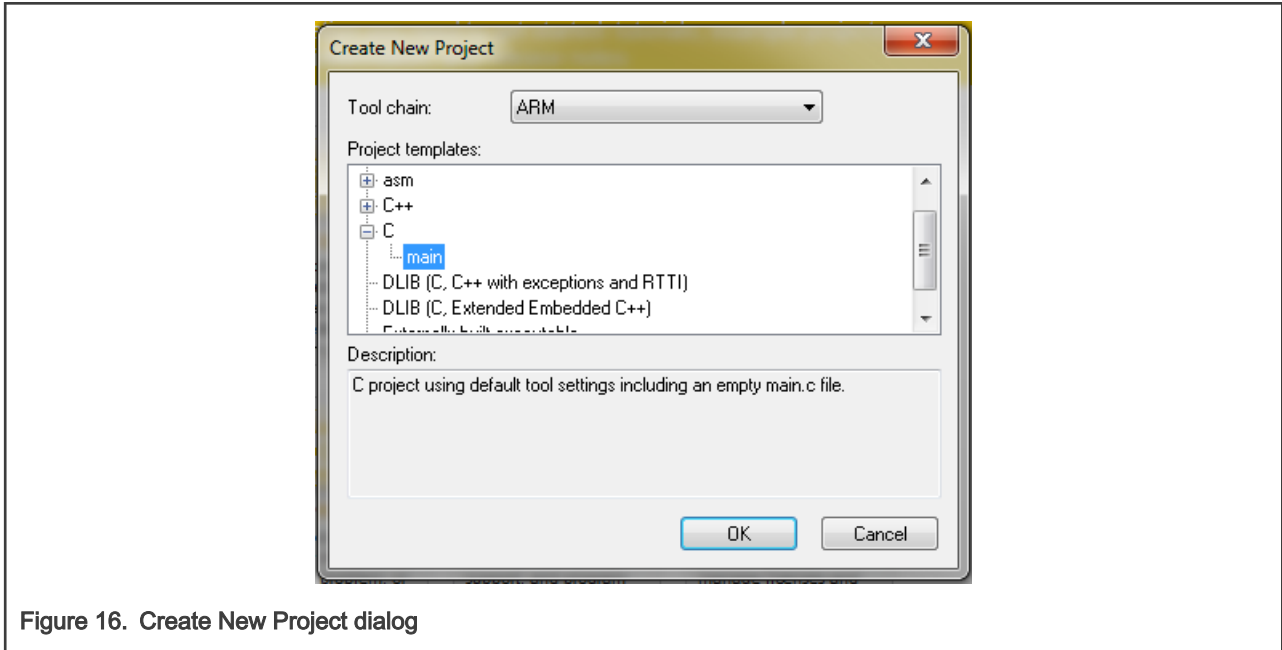 Create New Project
Tool chain: ARM
Project templates:
asm
C++
C
main
DLIB (C, C++ with exceptions and RTTI)
DLIB (C, Extended Embedded C++)
Description:
C project using default tool settings including an empty main.c file.
OK Cancel
Figure 16. Create New Project dialog